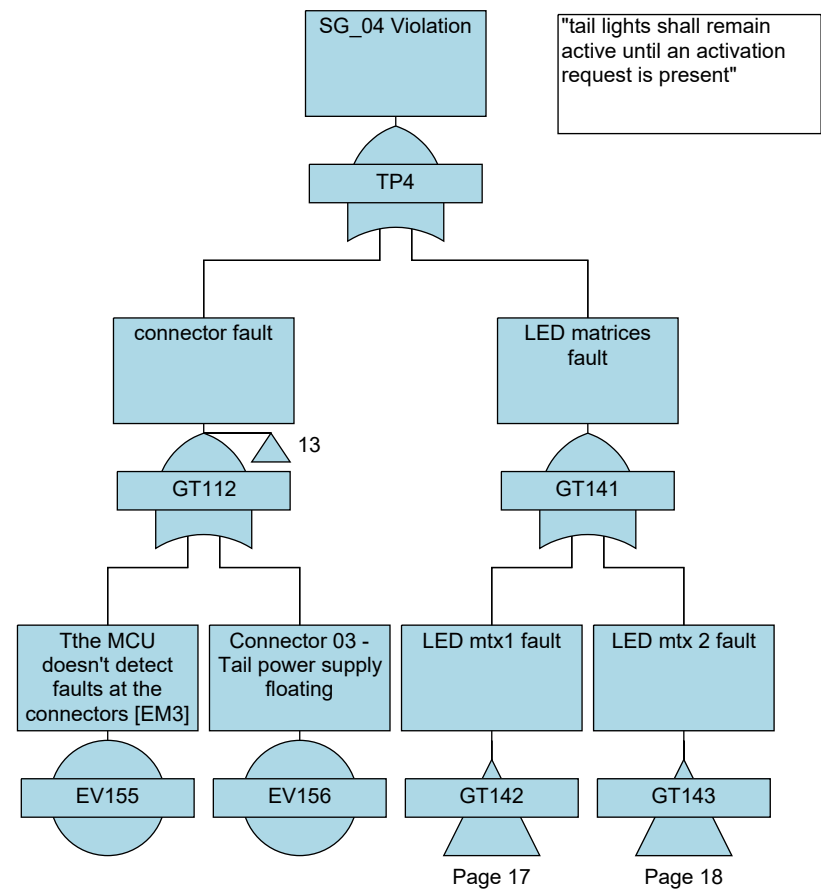 SG_04 Violation
"tail lights shall remain
active until an activation
request is present"
TP4
connector fault
LED matrices
fault
13
GT112
GT141
Tthe MCU
doesn't detect
faults at the
connectors [EM3]
Connector 03 -
Tail power supply
floating
LED mtx1 fault
LED mtx 2 fault
EV155
EV156
GT142
GT143
Page 17
Page 18